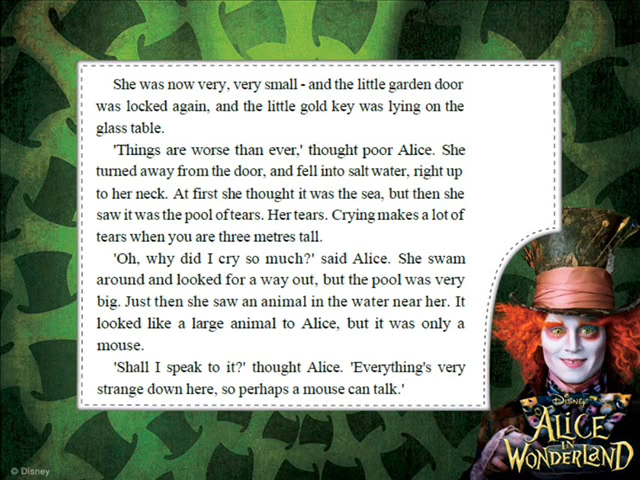 She was now very, very small - and the little garden door
was locked again, and the little gold key was lying on the
glass table.
'Things are worse than ever,' thought poor Alice. She
turned away from the door, and fell into salt water, right up
to her neck. At first she thought it was the sea, but then she
saw it was the pool of tears. Her tears. Crying makes a lot of
tears when you are three metres tall.
'Oh, why did I cry so much?' said Alice. She swam
around and looked for a way out, but the pool was very
big. Just then she saw an animal in the water near her. It
looked like a large animal to Alice, but it was only a
mouse.
'Shall I speak to it?' thought Alice. 'Everything's very
strange down here, so perhaps a mouse can talk.'
DISNEY
ALICE
IN
WONDERLAND
© Disney